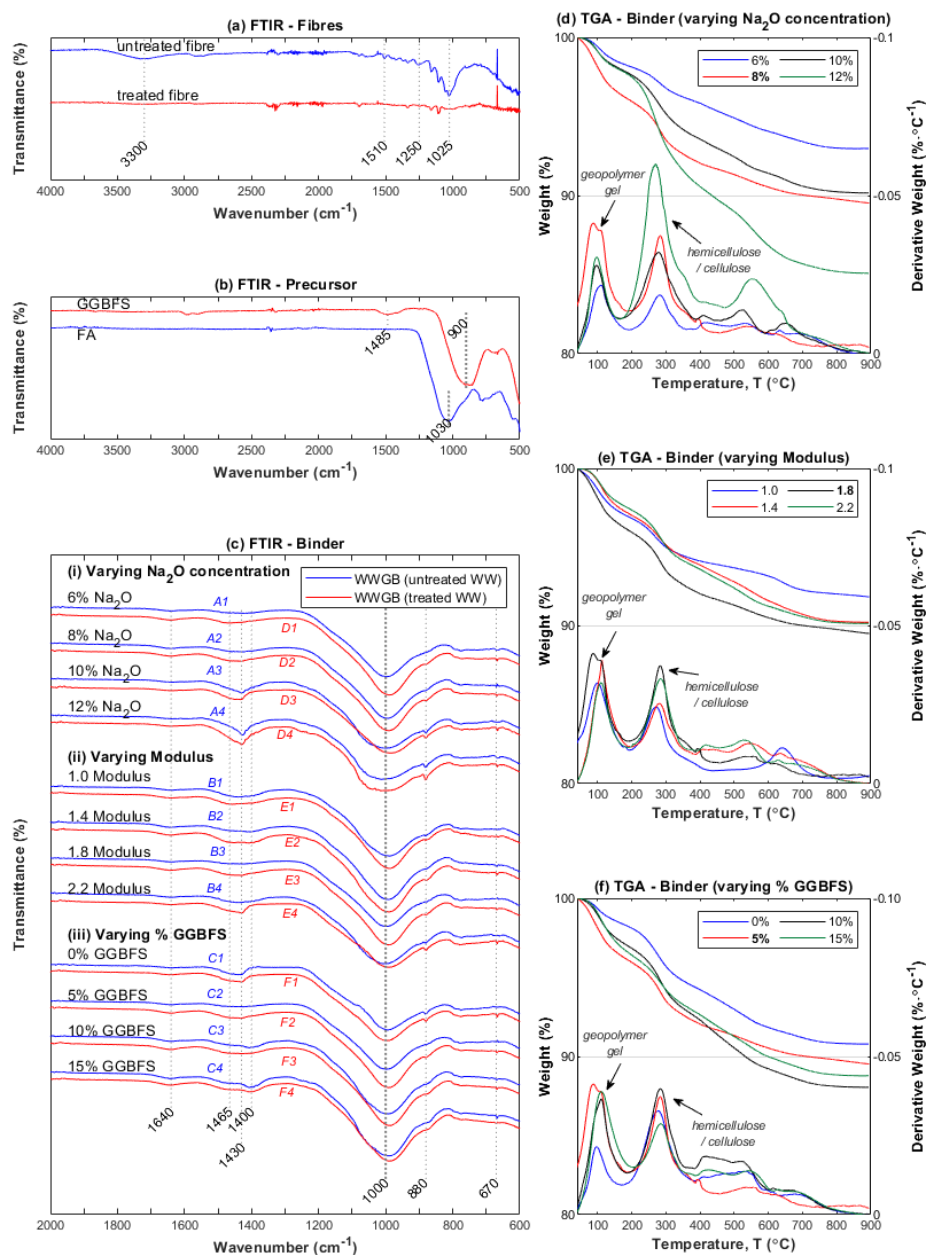 (a) FTIR - Fibres
untreated fibre
treated fibre
3300
1510
1250
1025
Transmittance (%)
4000 3500 3000 2500 2000 1500 1000 500
Wavenumber (cm⁻¹)
(b) FTIR - Precursor
GGBFS
FA
1485
900
1030
Transmittance (%)
4000 3500 3000 2500 2000 1500 1000 500
Wavenumber (cm⁻¹)
(c) FTIR - Binder
WWGB (untreated WW)
WWGB (treated WW)
(i) Varying Na₂O concentration
6% Na₂O A1 D1
8% Na₂O A2 D2
10% Na₂O A3 D3
12% Na₂O A4 D4
(ii) Varying Modulus
1.0 Modulus B1 E1
1.4 Modulus B2 E2
1.8 Modulus B3 E3
2.2 Modulus B4 E4
(iii) Varying % GGBFS
0% GGBFS C1 F1
5% GGBFS C2 F2
10% GGBFS C3 F3
15% GGBFS C4 F4
1640
1465
1430
1400
1000
880
670
Transmittance (%)
2000 1800 1600 1400 1200 1000 800 600
Wavenumber (cm⁻¹)
(d) TGA - Binder (varying Na₂O concentration)
6% 10%
8% 12%
geopolymer
gel
hemicellulose
/ cellulose
100
90
80
Weight (%)
-0.1
-0.05
0
Derivative Weight (%·°C⁻¹)
100 200 300 400 500 600 700 800 900
Temperature, T (°C)
(e) TGA - Binder (varying Modulus)
1.0 1.8
1.4 2.2
geopolymer
gel
hemicellulose
/ cellulose
100
90
80
Weight (%)
-0.1
-0.05
0
Derivative Weight (%·°C⁻¹)
100 200 300 400 500 600 700 800 900
Temperature, T (°C)
(f) TGA - Binder (varying % GGBFS)
0% 10%
5% 15%
geopolymer
gel
hemicellulose
/ cellulose
100
90
80
Weight (%)
-0.10
-0.05
0
Derivative Weight (%·°C⁻¹)
100 200 300 400 500 600 700 800 900
Temperature, T (°C)